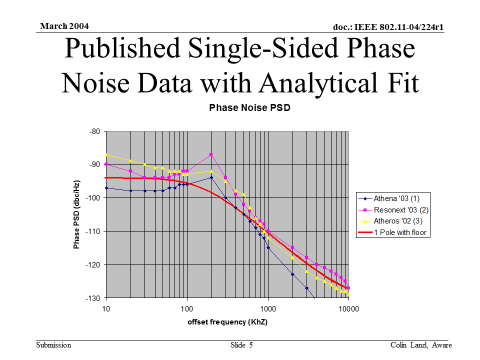 March 2004
doc.: IEEE 802.11-04/224r1
Published Single-Sided Phase
Noise Data with Analytical Fit
Phase Noise PSD
-80
-90
-100
-110
-120
-130
Phase PSD (dbc/Hz)
10
100
1000
10000
offset frequency (KhZ)
Athena '03 (1)
Resonext '03 (2)
Atheros '02 (3)
1 Pole with floor
Submission
Slide 5
Colin Lanzl, Aware